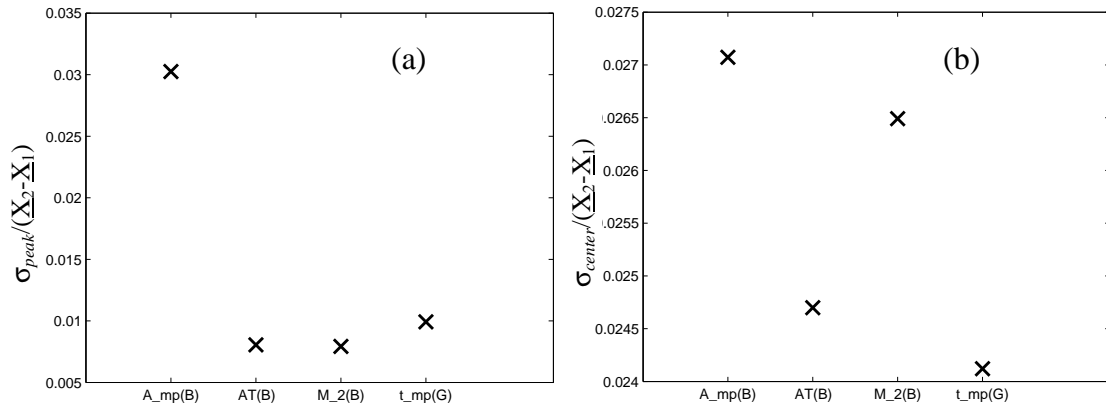 0.035
(a)
0.03
0.025
0.02
0.015
0.01
0.005
σpeak/(X2-X1)
A_mp(B) AT(B) M_2(B) t_mp(G)
0.0275
(b)
0.027
0.0265
0.026
0.0255
0.025
0.0245
0.024
σcenter/(X2-X1)
A_mp(B) AT(B) M_2(B) t_mp(G)